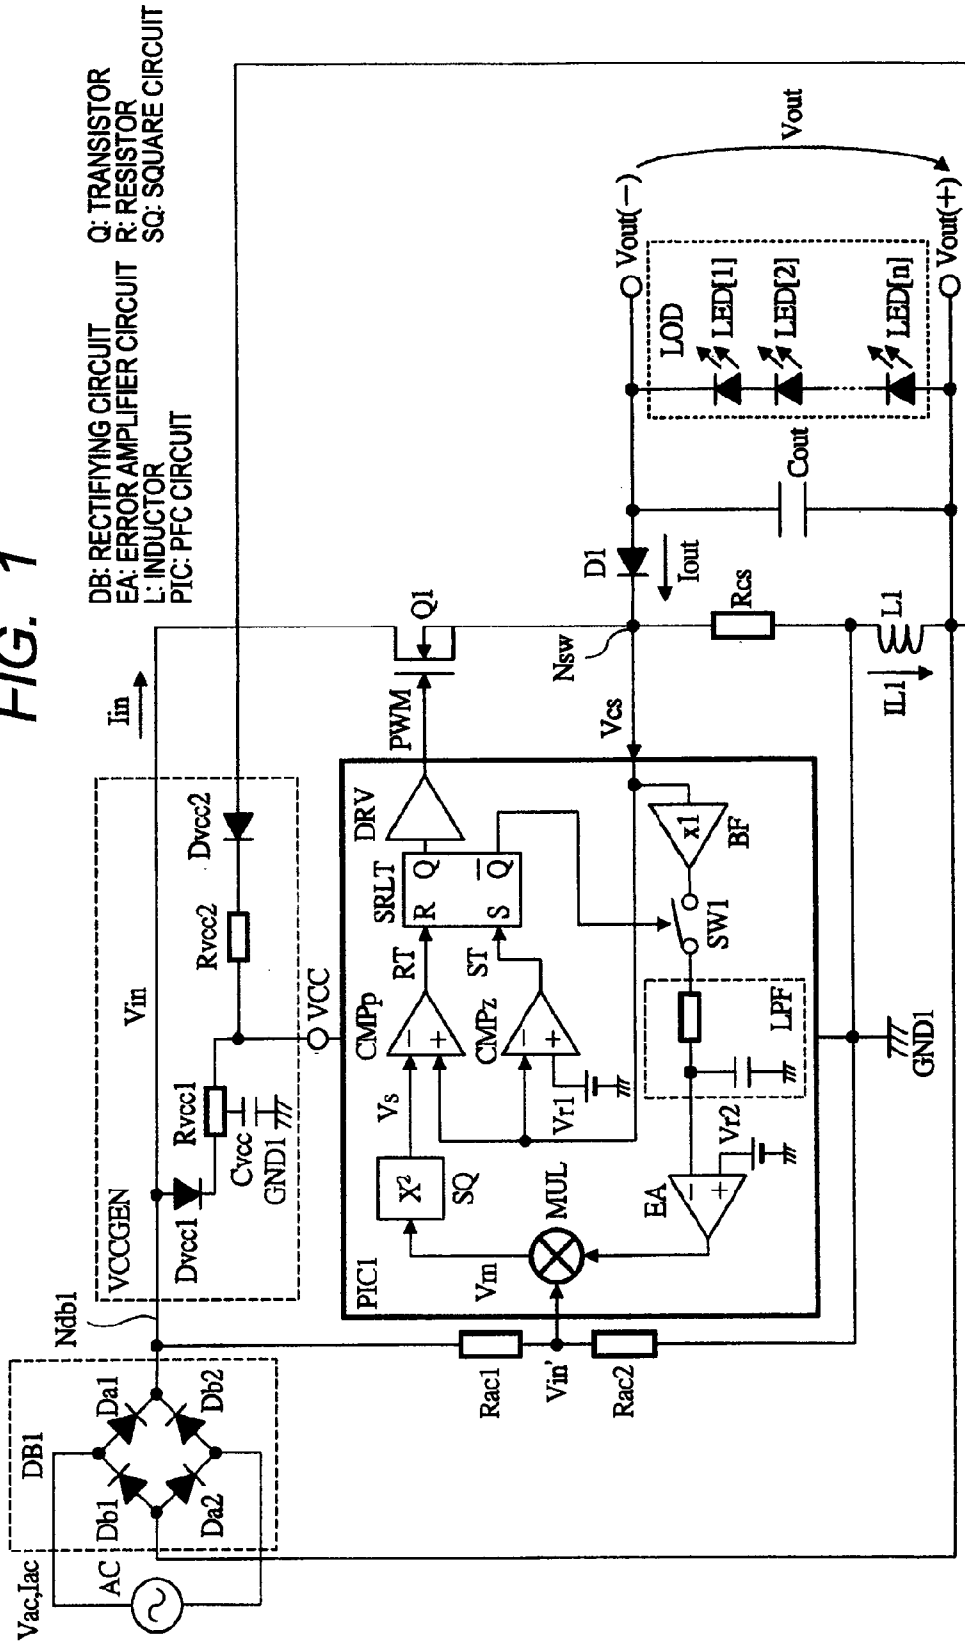 FIG. 1
DB: RECTIFIYING CIRCUIT
EA: ERROR AMPLIFIER CIRCUIT
L: INDUCTOR
PIC: PFC CIRCUIT
Q: TRANSISTOR
R: RESISTOR
SQ: SQUARE CIRCUIT
Vac,Iac
AC
DB1
Db1
Da1
Da2
Db2
Ndb1
VCCGEN
Dvcc1
Rvcc1
Cvcc
GND1
Vin
Rvcc2
Dvcc2
VCC
Iin
PIC1
Rac1
Vin'
Rac2
Vm
MUL
X²
SQ
Vs
CMPp
−
+
RT
CMPz
−
+
Vr1
ST
SRLT
R
Q
S
Q̅
DRV
PWM
Q1
EA
−
+
Vr2
LPF
SW1
x1
BF
Vcs
Nsw
D1
Iout
Rcs
IL1
L1
GND1
Cout
LOD
LED[1]
LED[2]
LED[n]
Vout(−)
Vout
Vout(+)